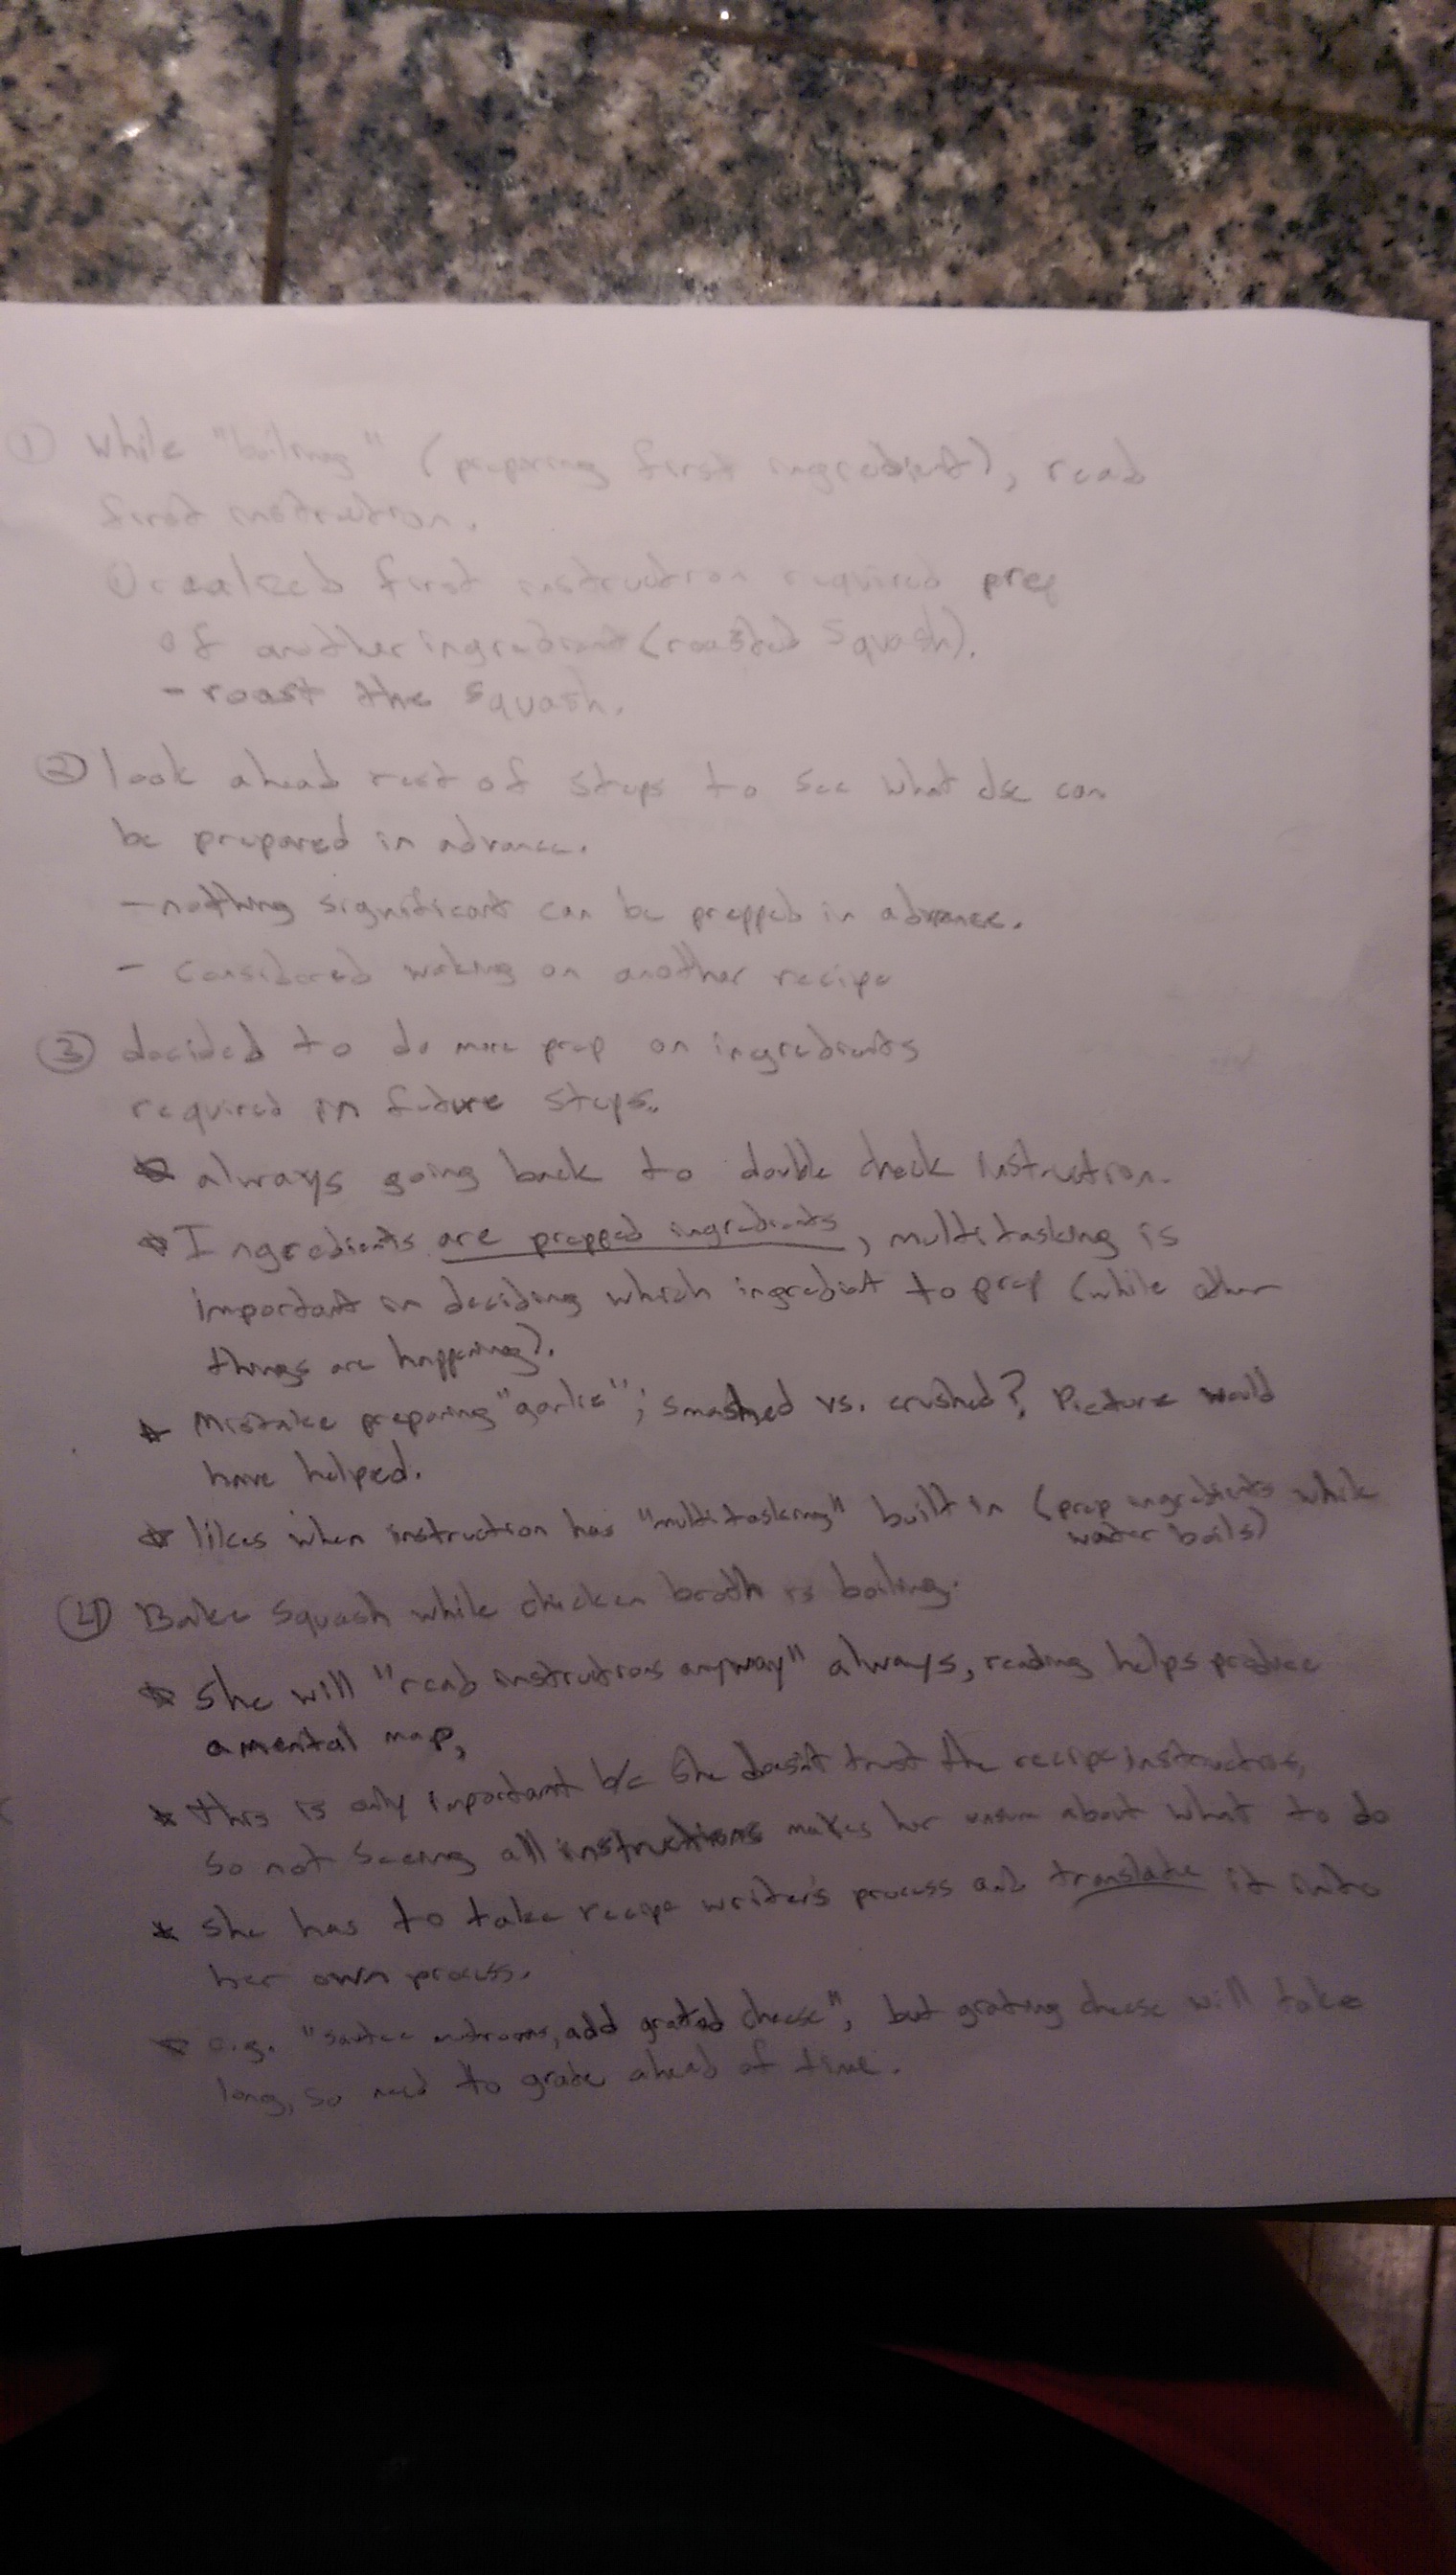 ① while "boiling" (preparing first ingredient), read
first instruction.
① realized first instruction required prep
of another ingredient (roasted squash).
- roast the squash.
② look ahead rest of steps to see what else can
be prepared in advance.
- nothing significant can be prepped in advance.
- considered working on another recipe
③ decided to do more prep on ingredients
required in future steps.
* always going back to double check instruction.
* Ingredients are prepped ingredients, multitasking is
important in deciding which ingredient to prep (while other
things are happening).
* Mistake preparing "garlic"; smashed vs. crushed? Picture would
have helped.
* likes when instruction has "multitasking" built in (prep ingredients while
water boils)
④ Bake squash while chicken broth is boiling.
* she will "read instructions anyway" always, reading helps produce
a mental map,
* this is only important b/c she doesn't trust the recipe instructions,
so not seeing all instructions makes her unsure about what to do
* she has to take recipe writer's process and translate it into
her own process.
* e.g. "sautee add grated cheese", but grating cheese will take
long, so need to grate ahead of time.